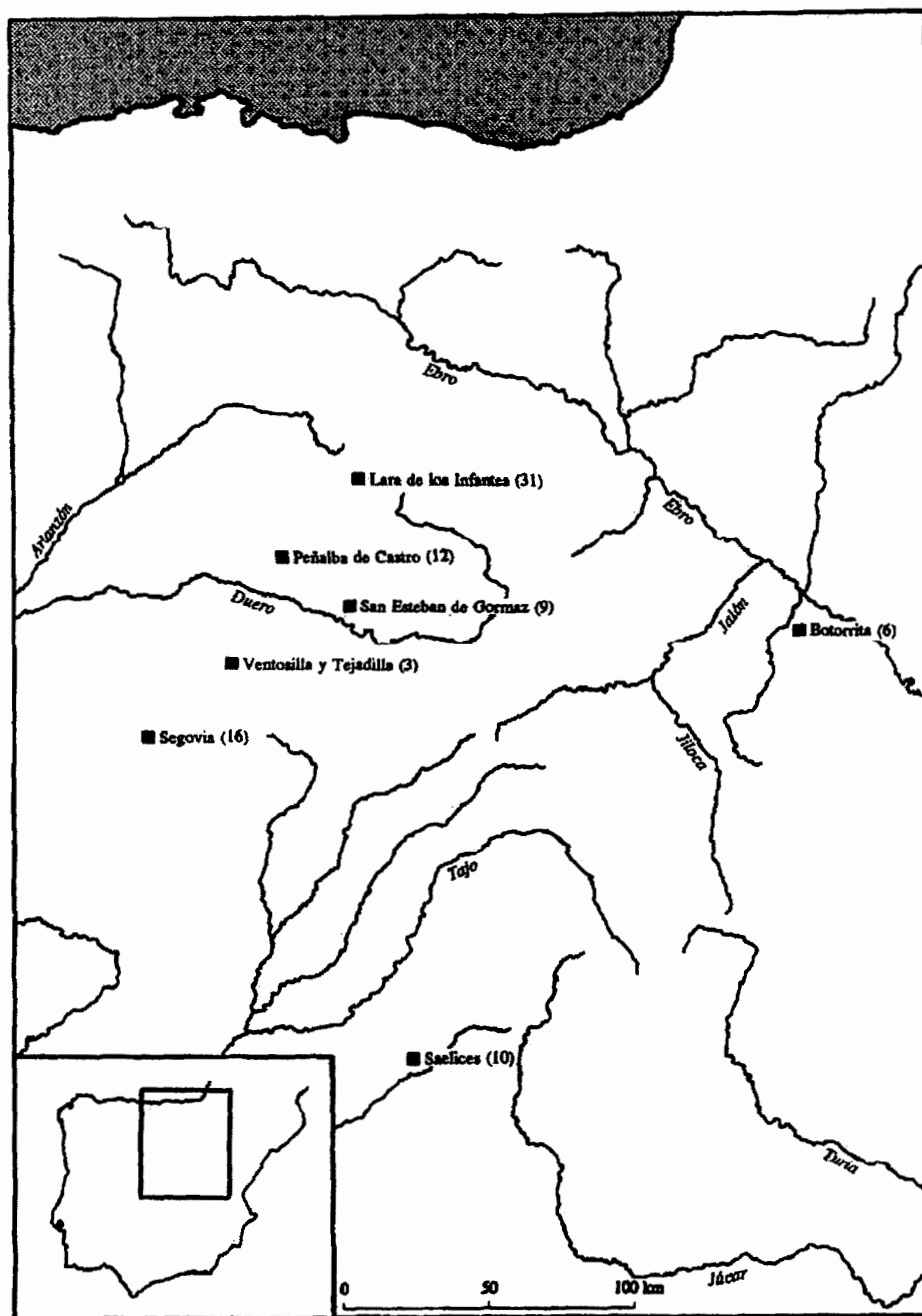 Ebro
Lara de los Infantes (31)
Ebro
Arlanzón
Peñalba de Castro (12)
Duero
San Esteban de Gormaz (9)
Jalón
Botorrita (6)
Ventosilla y Tejadilla (3)
Segovia (16)
Jiloca
Tajo
Saelices (10)
Turia
0 50 100 km
Júcar